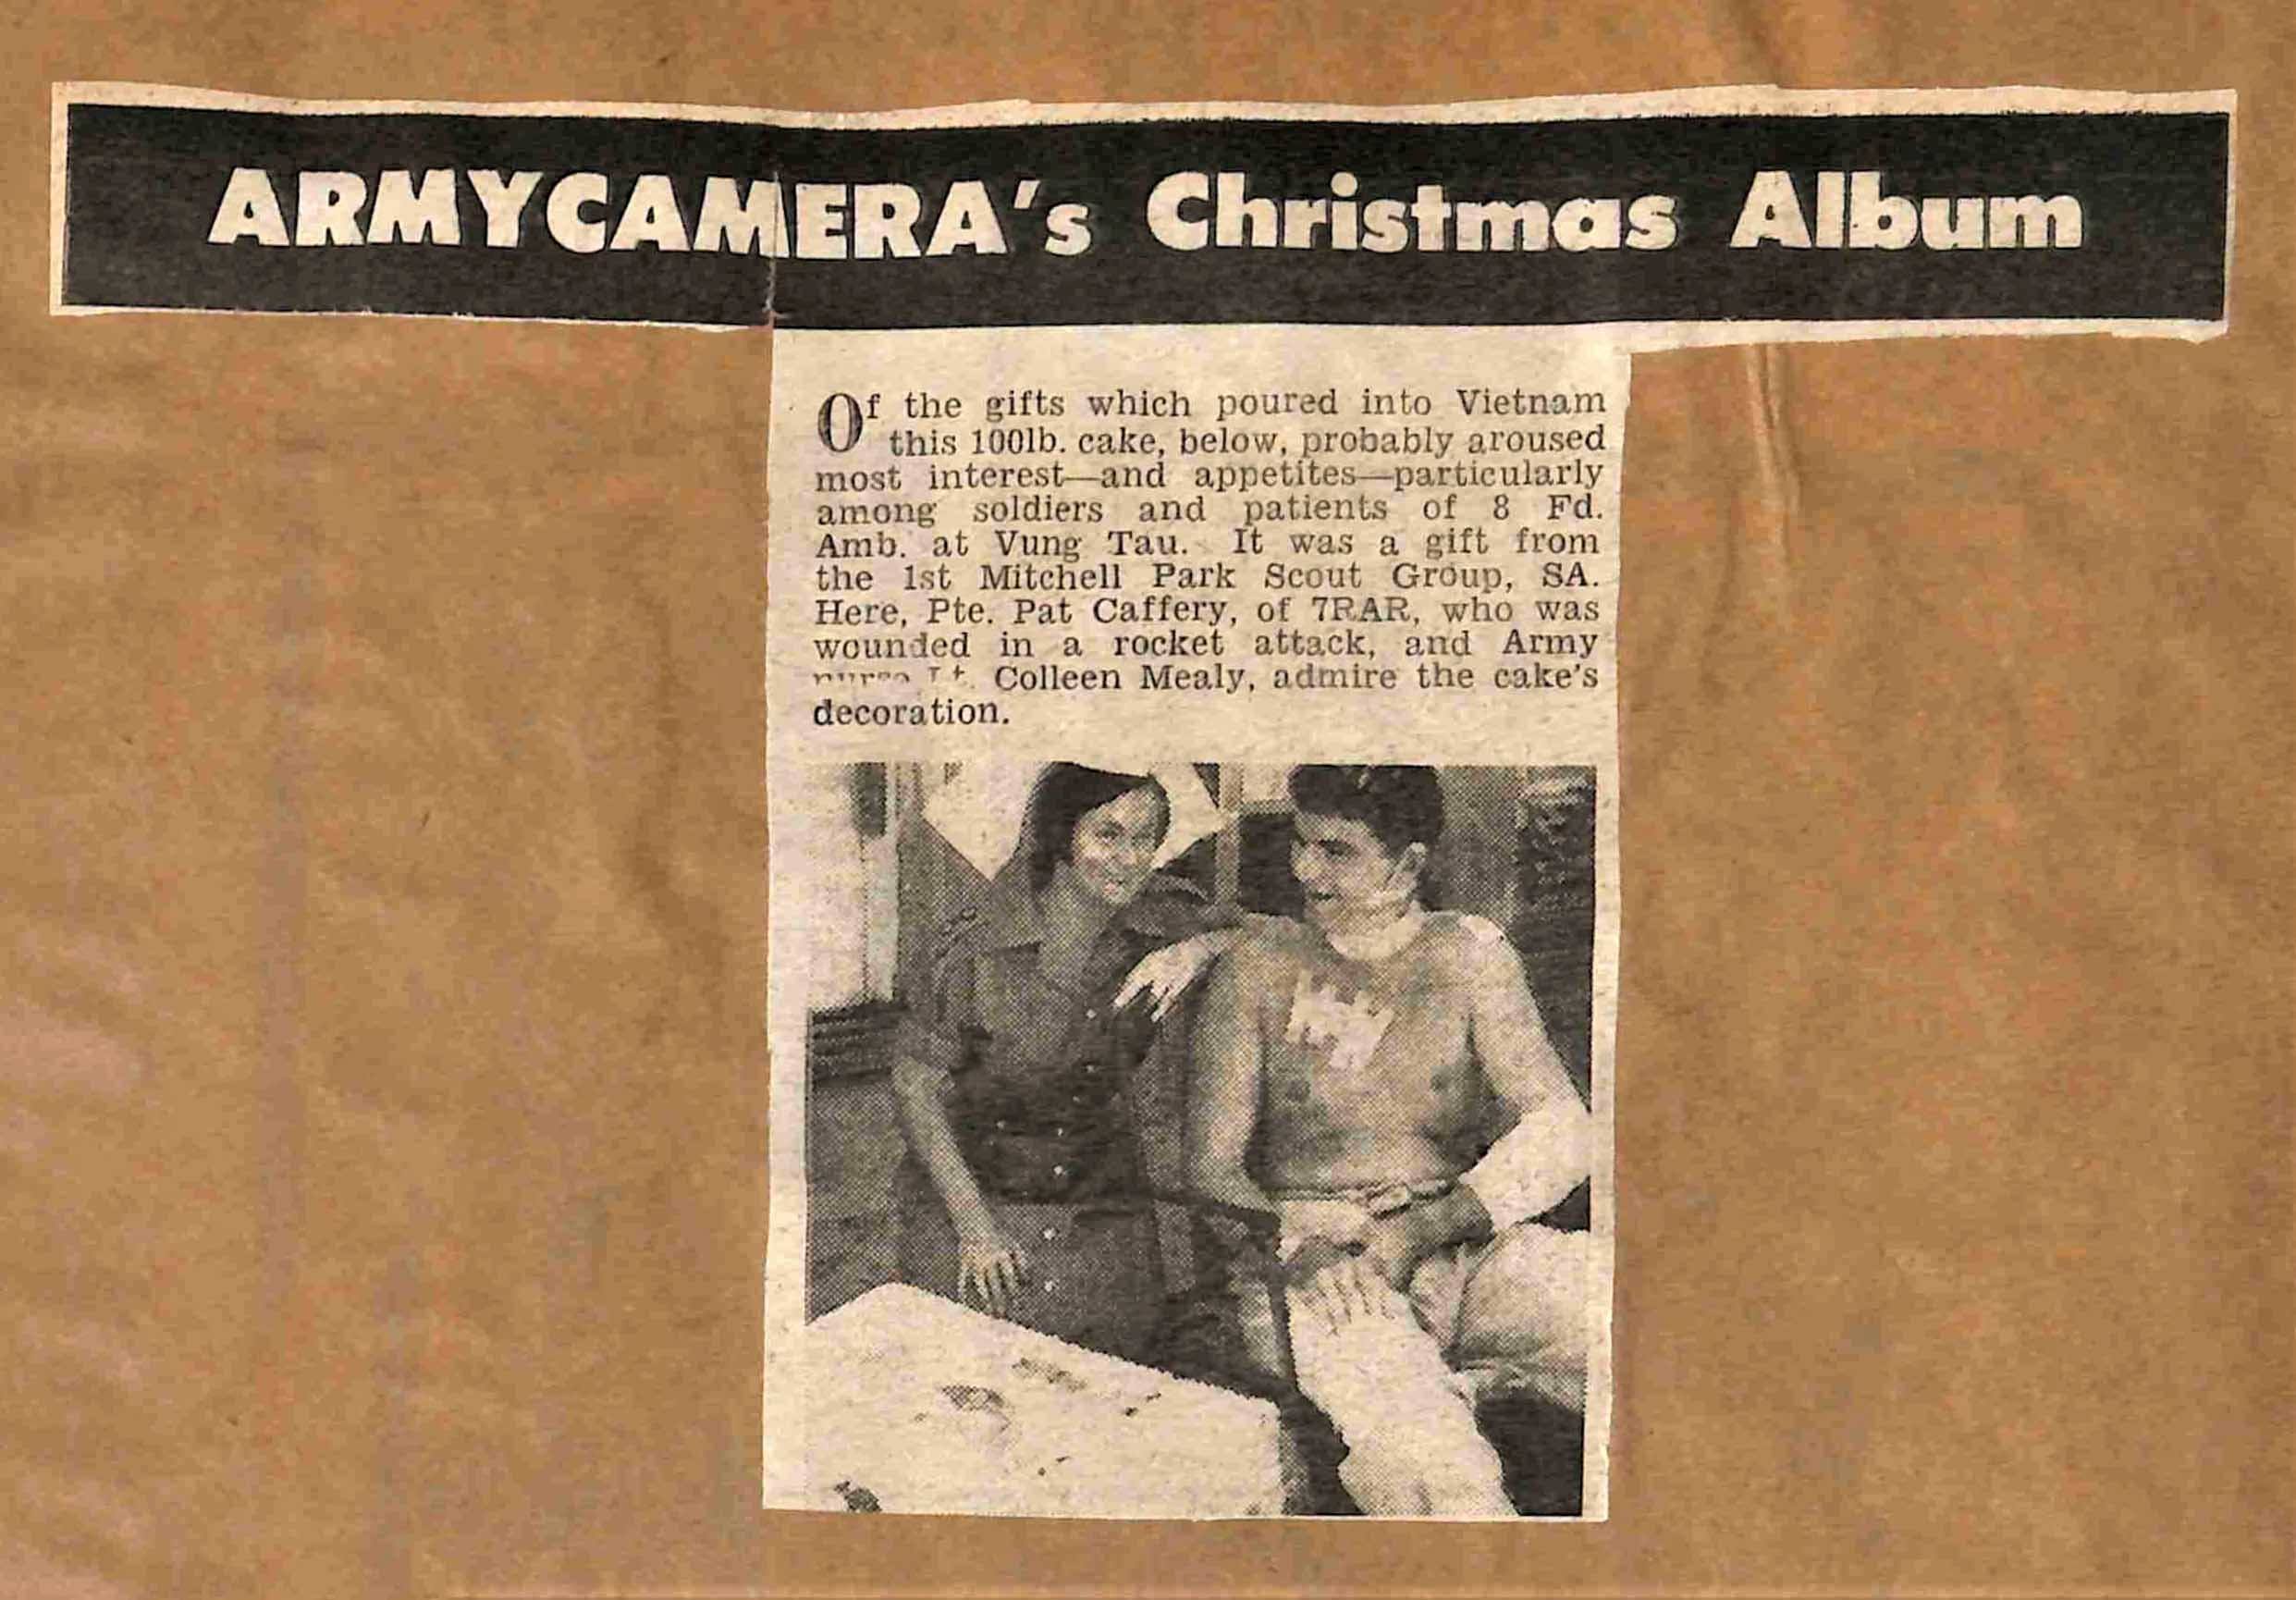 ARMYCAMERA's Christmas Album
Of the gifts which poured into Vietnam
this 100lb. cake, below, probably aroused
most interest—and appetites—particularly
among soldiers and patients of 8 Fd.
Amb. at Vung Tau. It was a gift from
the 1st Mitchell Park Scout Group, SA.
Here, Pte. Pat Caffery, of 7RAR, who was
wounded in a rocket attack, and Army
nurse Lt. Colleen Mealy, admire the cake's
decoration.